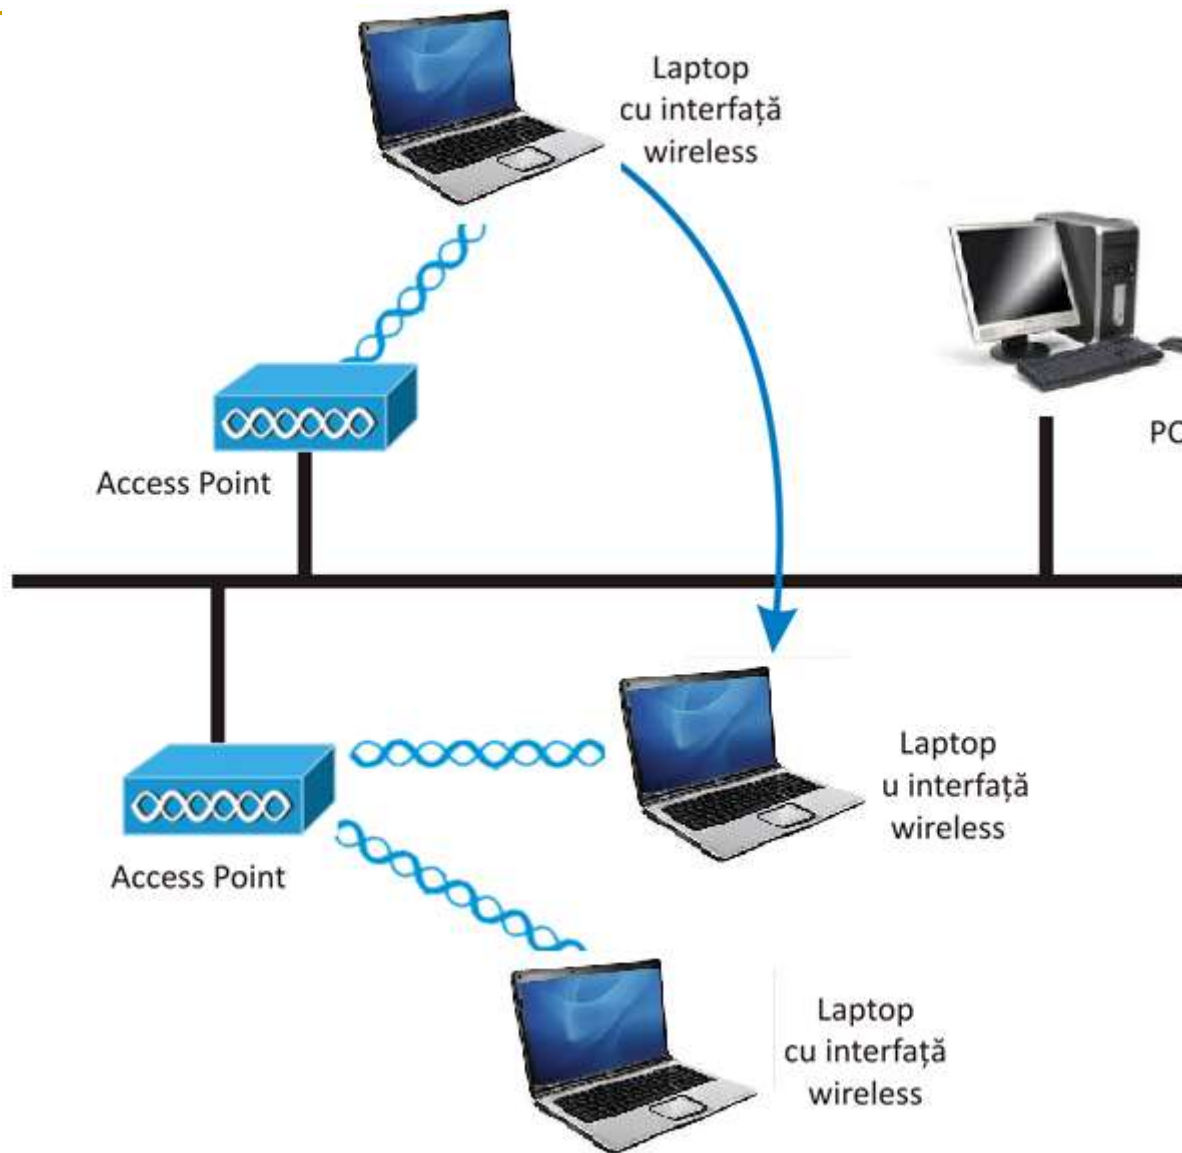 Laptop
cu interfață
wireless
PC
Access Point
Laptop
u interfață
wireless
Access Point
Laptop
cu interfață
wireless